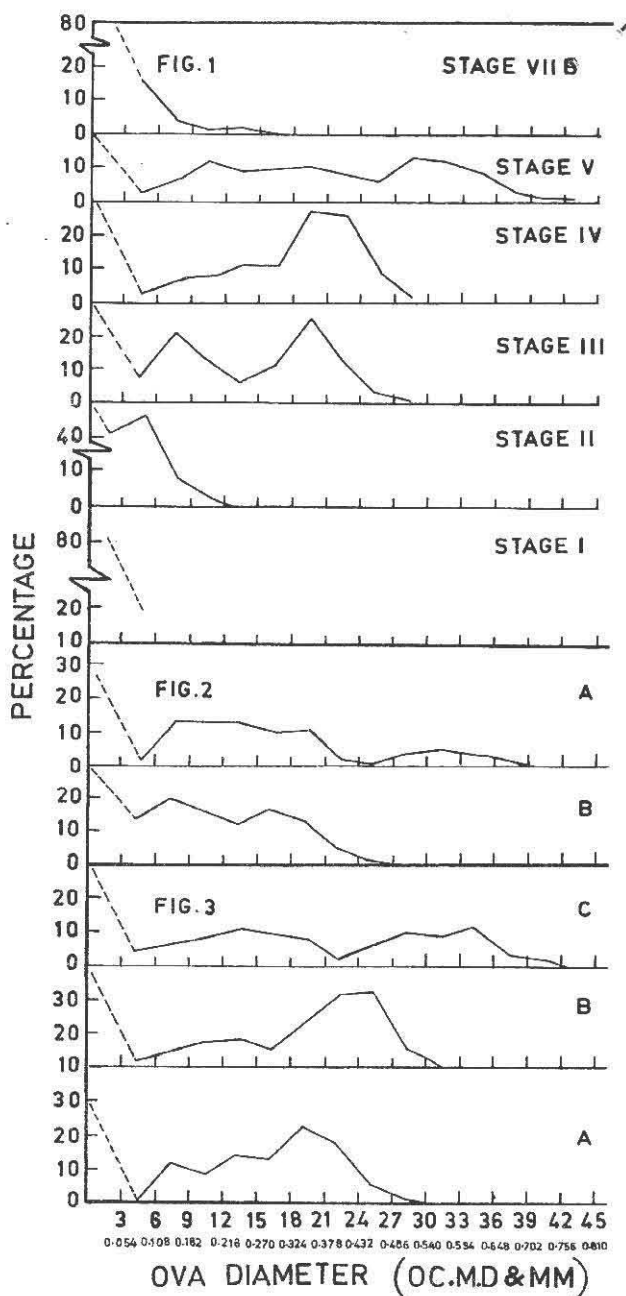 80
20
10
0
FIG. 1
STAGE VII B
10
0
STAGE V
20
10
0
STAGE IV
20
10
0
STAGE III
40
10
0
STAGE II
80
20
10
STAGE I
PERCENTAGE
30
20
10
0
FIG. 2
A
20
10
0
B
20
10
0
FIG. 3
C
30
20
10
B
30
20
10
0
A
3 6 9 12 15 18 21 24 27 30 33 36 39 42 45
0.054 0.108 0.162 0.216 0.270 0.324 0.378 0.432 0.486 0.540 0.594 0.648 0.702 0.756 0.810
OVA DIAMETER (OC.M.D & MM)